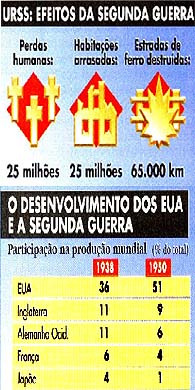 URSS: EFEITOS DA SEGUNDA GUERRA
Perdas humanas:
Habitações arrasadas:
Estradas de ferro destruídas:
25 milhões
25 milhões
65.000 km
O DESENVOLVIMENTO DOS EUA
E A SEGUNDA GUERRA
Participação na produção mundial (% do total)
1938 1950
EUA 36 51
Inglaterra 11 9
Alemanha Ocid. 11 6
França 6 4
Japão 4 1